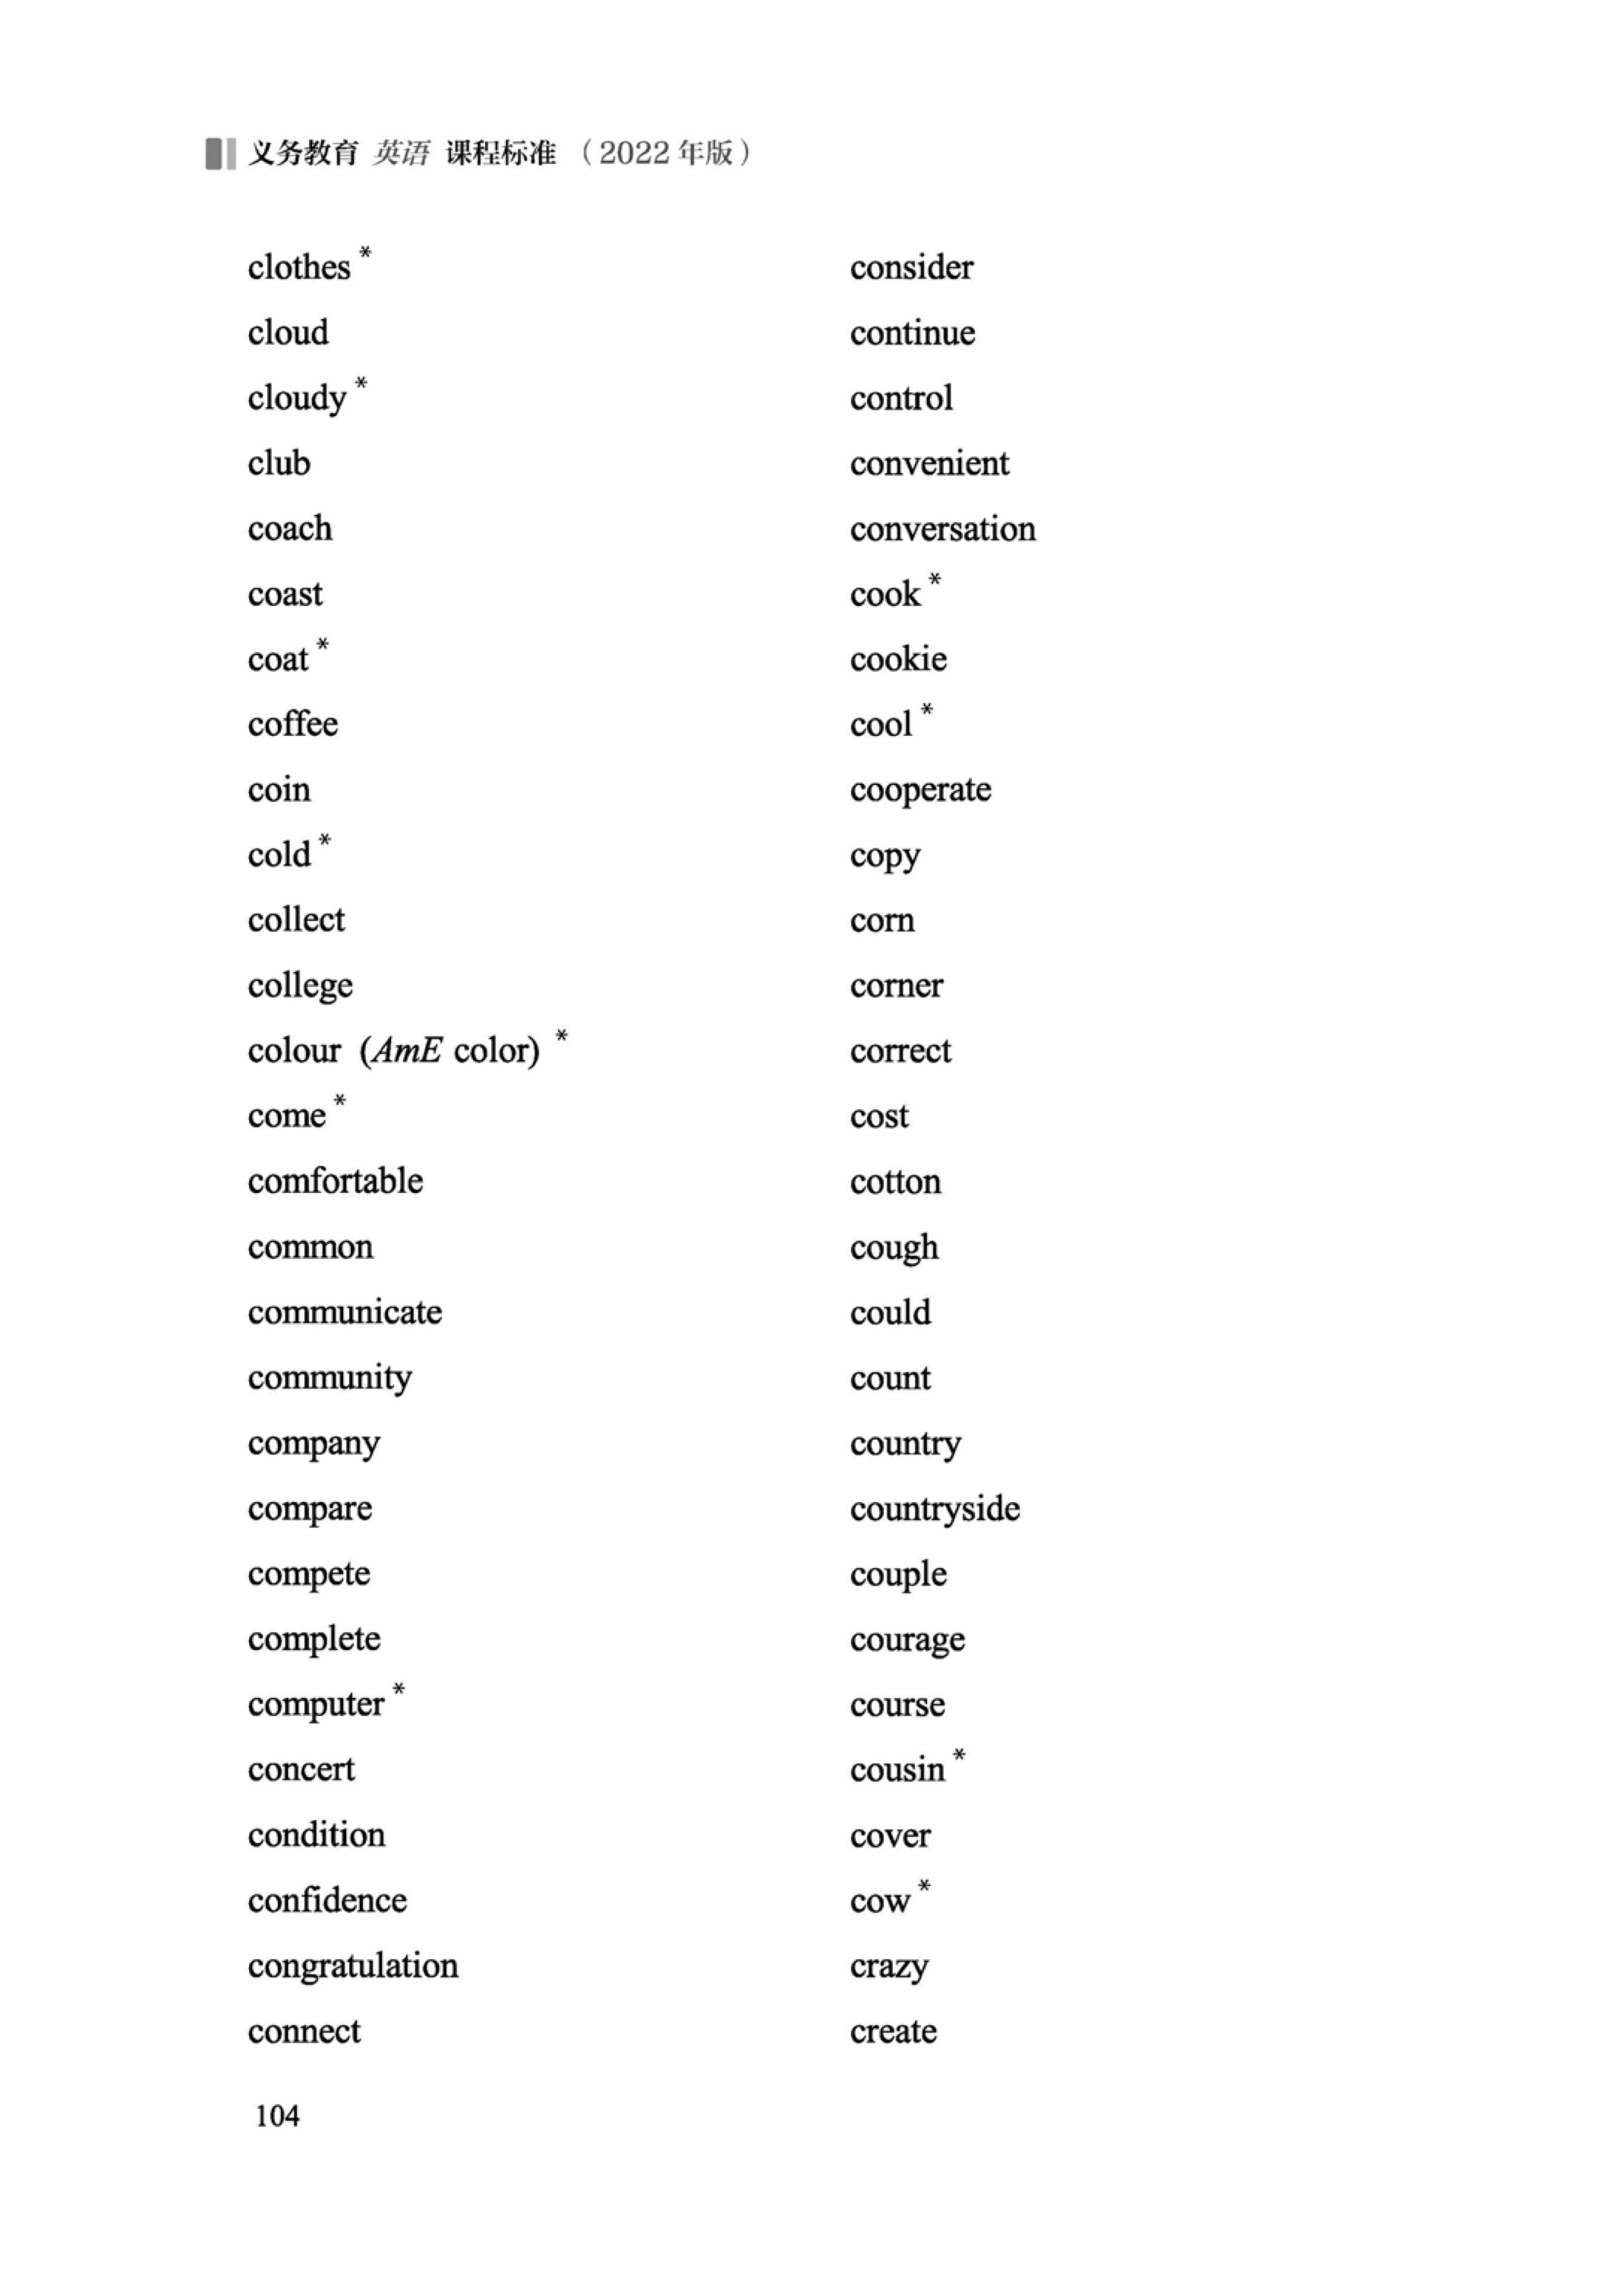 义务教育 英语 课程标准（2022 年版）
clothes *
cloud
cloudy *
club
coach
coast
coat *
coffee
coin
cold *
collect
college
colour (AmE color) *
come *
comfortable
common
communicate
community
company
compare
compete
complete
computer *
concert
condition
confidence
congratulation
connect
consider
continue
control
convenient
conversation
cook *
cookie
cool *
cooperate
copy
corn
corner
correct
cost
cotton
cough
could
count
country
countryside
couple
courage
course
cousin *
cover
cow *
crazy
create
104